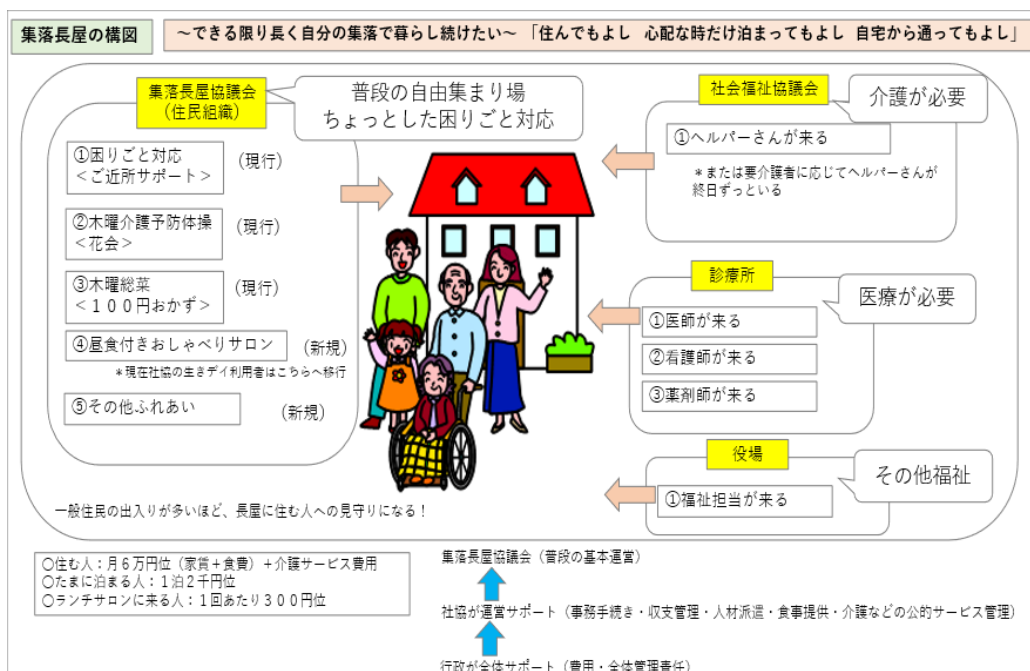 集落長屋の構図
～できる限り長く自分の集落で暮らし続けたい～ 「住んでもよし 心配な時だけ泊まってもよし 自宅から通ってもよし」
集落長屋協議会
(住民組織)
普段の自由集まり場
ちょっとした困りごと対応
①困りごと対応
＜ご近所サポート＞
(現行)
②木曜介護予防体操
＜花会＞
(現行)
③木曜総菜
＜１００円おかず＞
(現行)
④昼食付きおしゃべりサロン
(新規)
＊現在社協の生きデイ利用者はこちらへ移行
⑤その他ふれあい
(新規)
社会福祉協議会
介護が必要
①ヘルパーさんが来る
＊または要介護者に応じてヘルパーさんが
終日ずっといる
診療所
医療が必要
①医師が来る
②看護師が来る
③薬剤師が来る
役場
その他福祉
①福祉担当が来る
一般住民の出入りが多いほど、長屋に住む人への見守りになる！
○住む人：月６万円位（家賃＋食費）＋介護サービス費用
○たまに泊まる人：１泊２千円位
○ランチサロンに来る人：１回あたり３００円位
集落長屋協議会（普段の基本運営）
社協が運営サポート（事務手続き・収支管理・人材派遣・食事提供・介護などの公的サービス管理）
行政が全体サポート（費用・全体管理責任）